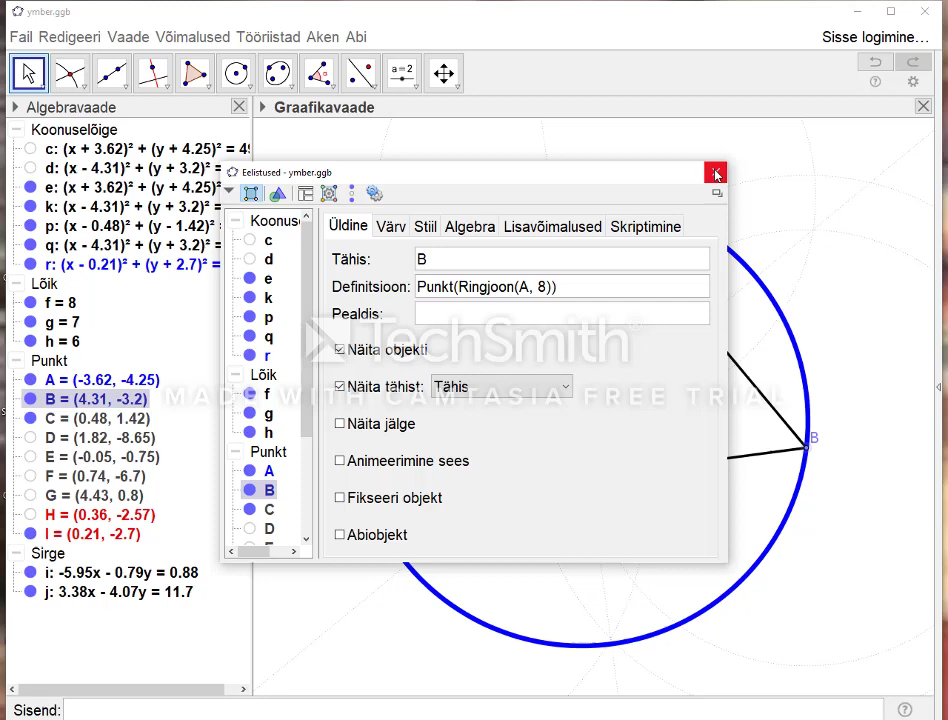 ymber.ggb
Fail Redigeeri Vaade Võimalused Tööriistad Aken Abi
Sisse logimine…
a = 2
Algebravaade
Graafikavaade
Koonuselõige
c: (x + 3.62)² + (y + 4.25)² = 49
d: (x - 4.31)² + (y + 3.2)² =
e: (x + 3.62)² + (y + 4.25)²
k: (x - 4.31)² + (y + 3.2)² =
p: (x - 0.48)² + (y - 1.42)² =
q: (x - 4.31)² + (y + 3.2)² =
r: (x - 0.21)² + (y + 2.7)² =
Lõik
f = 8
g = 7
h = 6
Punkt
A = (-3.62, -4.25)
B = (4.31, -3.2)
C = (0.48, 1.42)
D = (1.82, -8.65)
E = (-0.05, -0.75)
F = (0.74, -6.7)
G = (4.43, 0.8)
H = (0.36, -2.57)
I = (0.21, -2.7)
Sirge
i: -5.95x - 0.79y = 0.88
j: 3.38x - 4.07y = 11.7
Eelistused - ymber.ggb
Koonuse
c
d
e
k
p
q
r
Lõik
f
g
h
Punkt
A
B
C
D
Üldine Värv Stiil Algebra Lisavõimalused Skriptimine
Tähis: B
Definitsioon: Punkt(Ringjoon(A, 8))
Pealdis:
Näita objekti
Näita tähist: Tähis
Näita jälge
Animeerimine sees
Fikseeri objekt
Abiobjekt
TechSmith
MADE WITH CAMTASIA FREE TRIAL
B
Sisend: